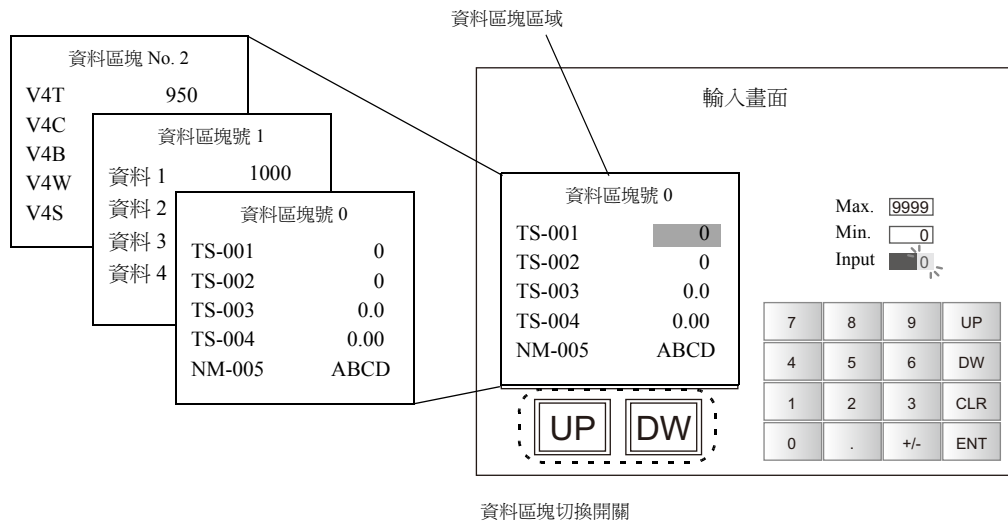 資料區塊區域
資料區塊 No. 2
V4T 950
V4C
V4B
V4W
V4S
資料區塊號 1
資料 1 1000
資料 2
資料 3
資料 4
資料區塊號 0
TS-001 0
TS-002 0
TS-003 0.0
TS-004 0.00
NM-005 ABCD
輸入畫面
資料區塊號 0
TS-001 0
TS-002 0
TS-003 0.0
TS-004 0.00
NM-005 ABCD
UP DW
Max. 9999
Min. 0
Input 0
7 8 9 UP
4 5 6 DW
1 2 3 CLR
0 . +/- ENT
資料區塊切換開關